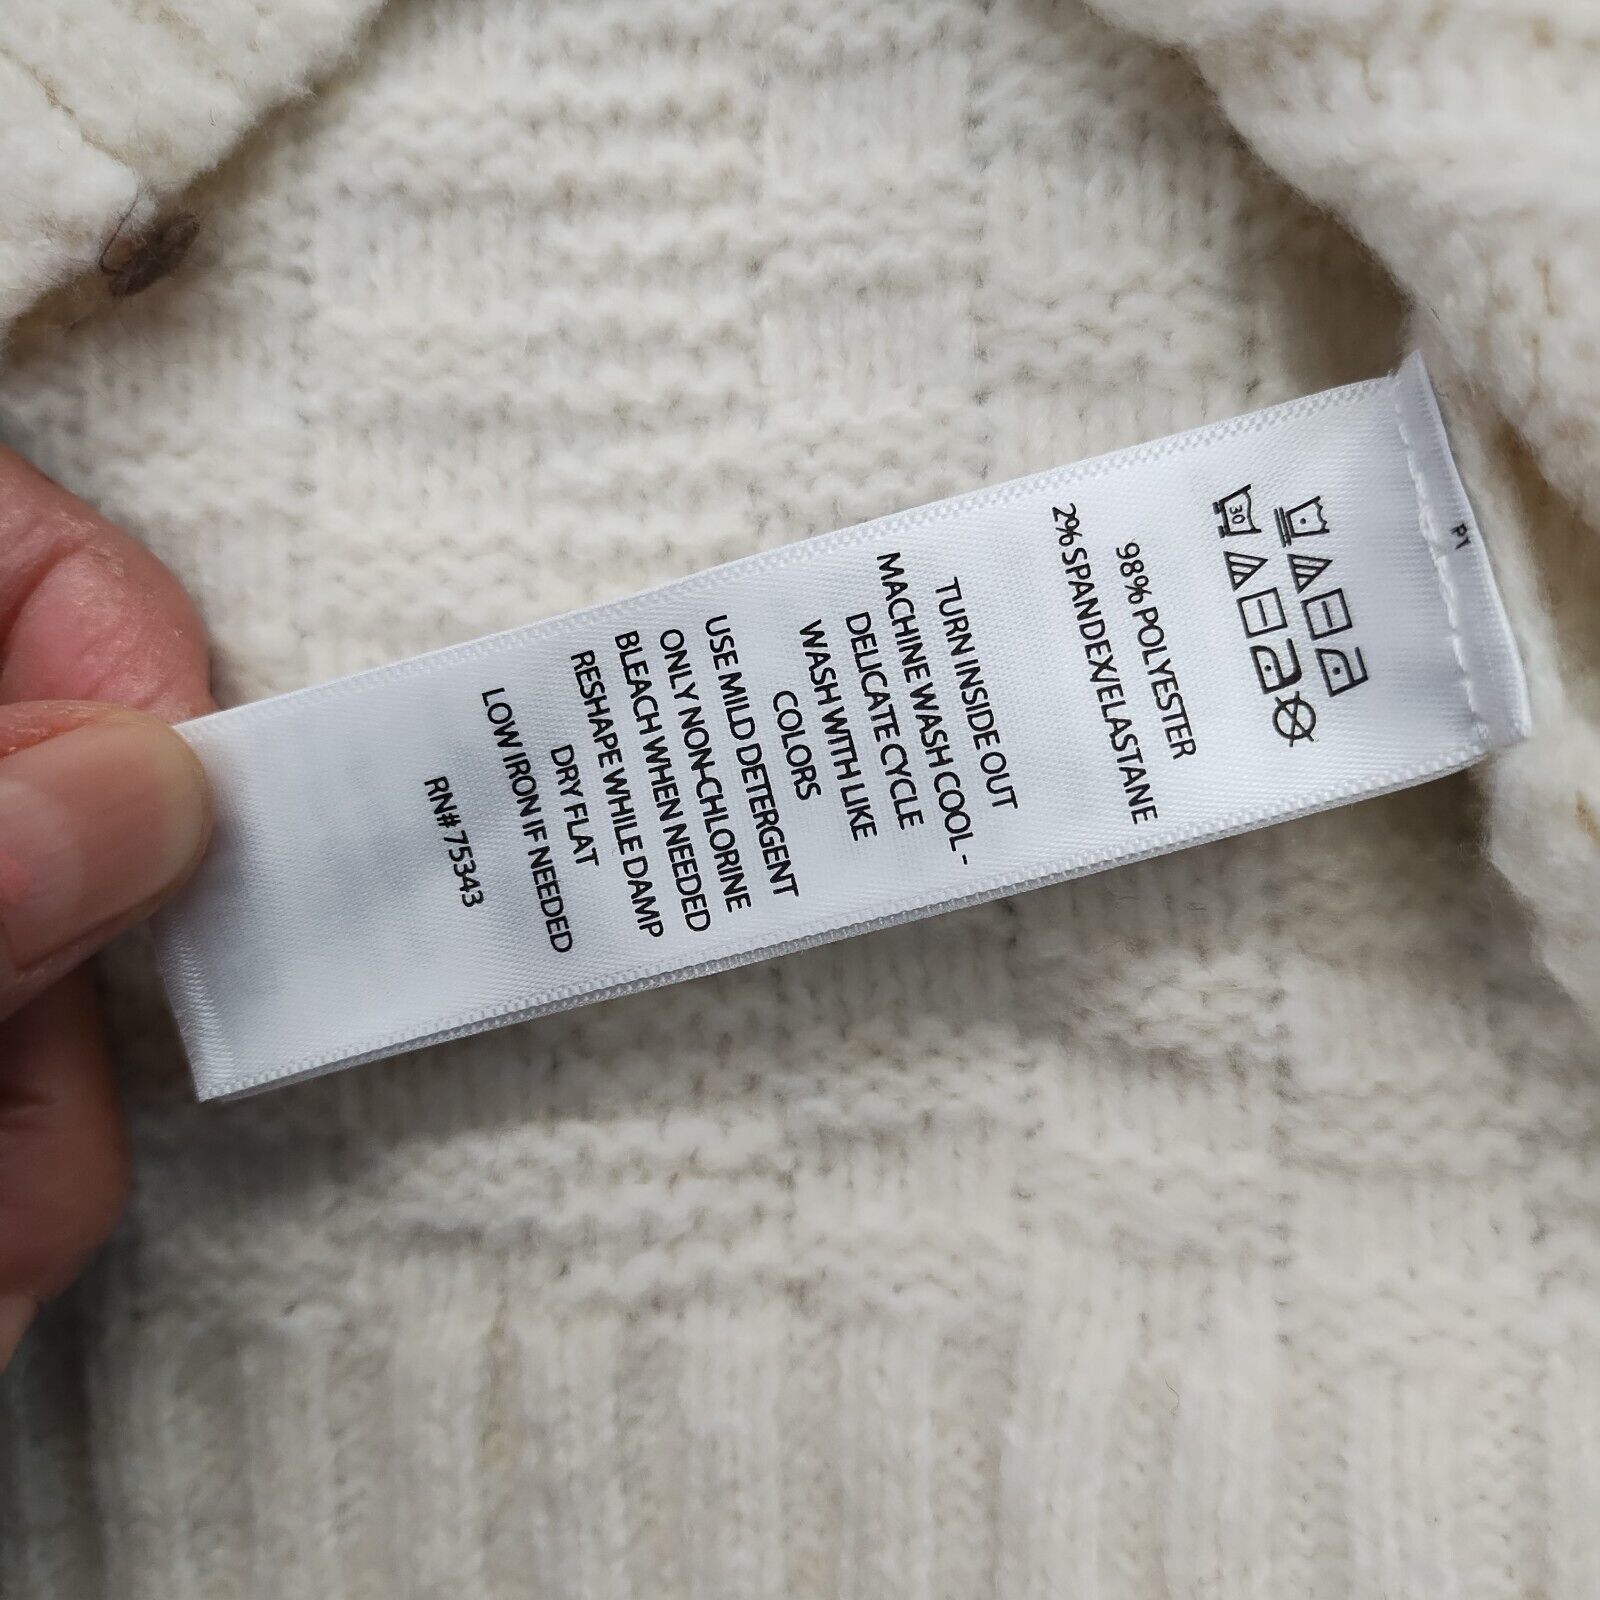 P1
30
98% POLYESTER
2% SPANDEX/ELASTANE
TURN INSIDE OUT
MACHINE WASH COOL -
DELICATE CYCLE
WASH WITH LIKE
COLORS
USE MILD DETERGENT
ONLY NON-CHLORINE
BLEACH WHEN NEEDED
RESHAPE WHILE DAMP
DRY FLAT
LOW IRON IF NEEDED
RN# 75343